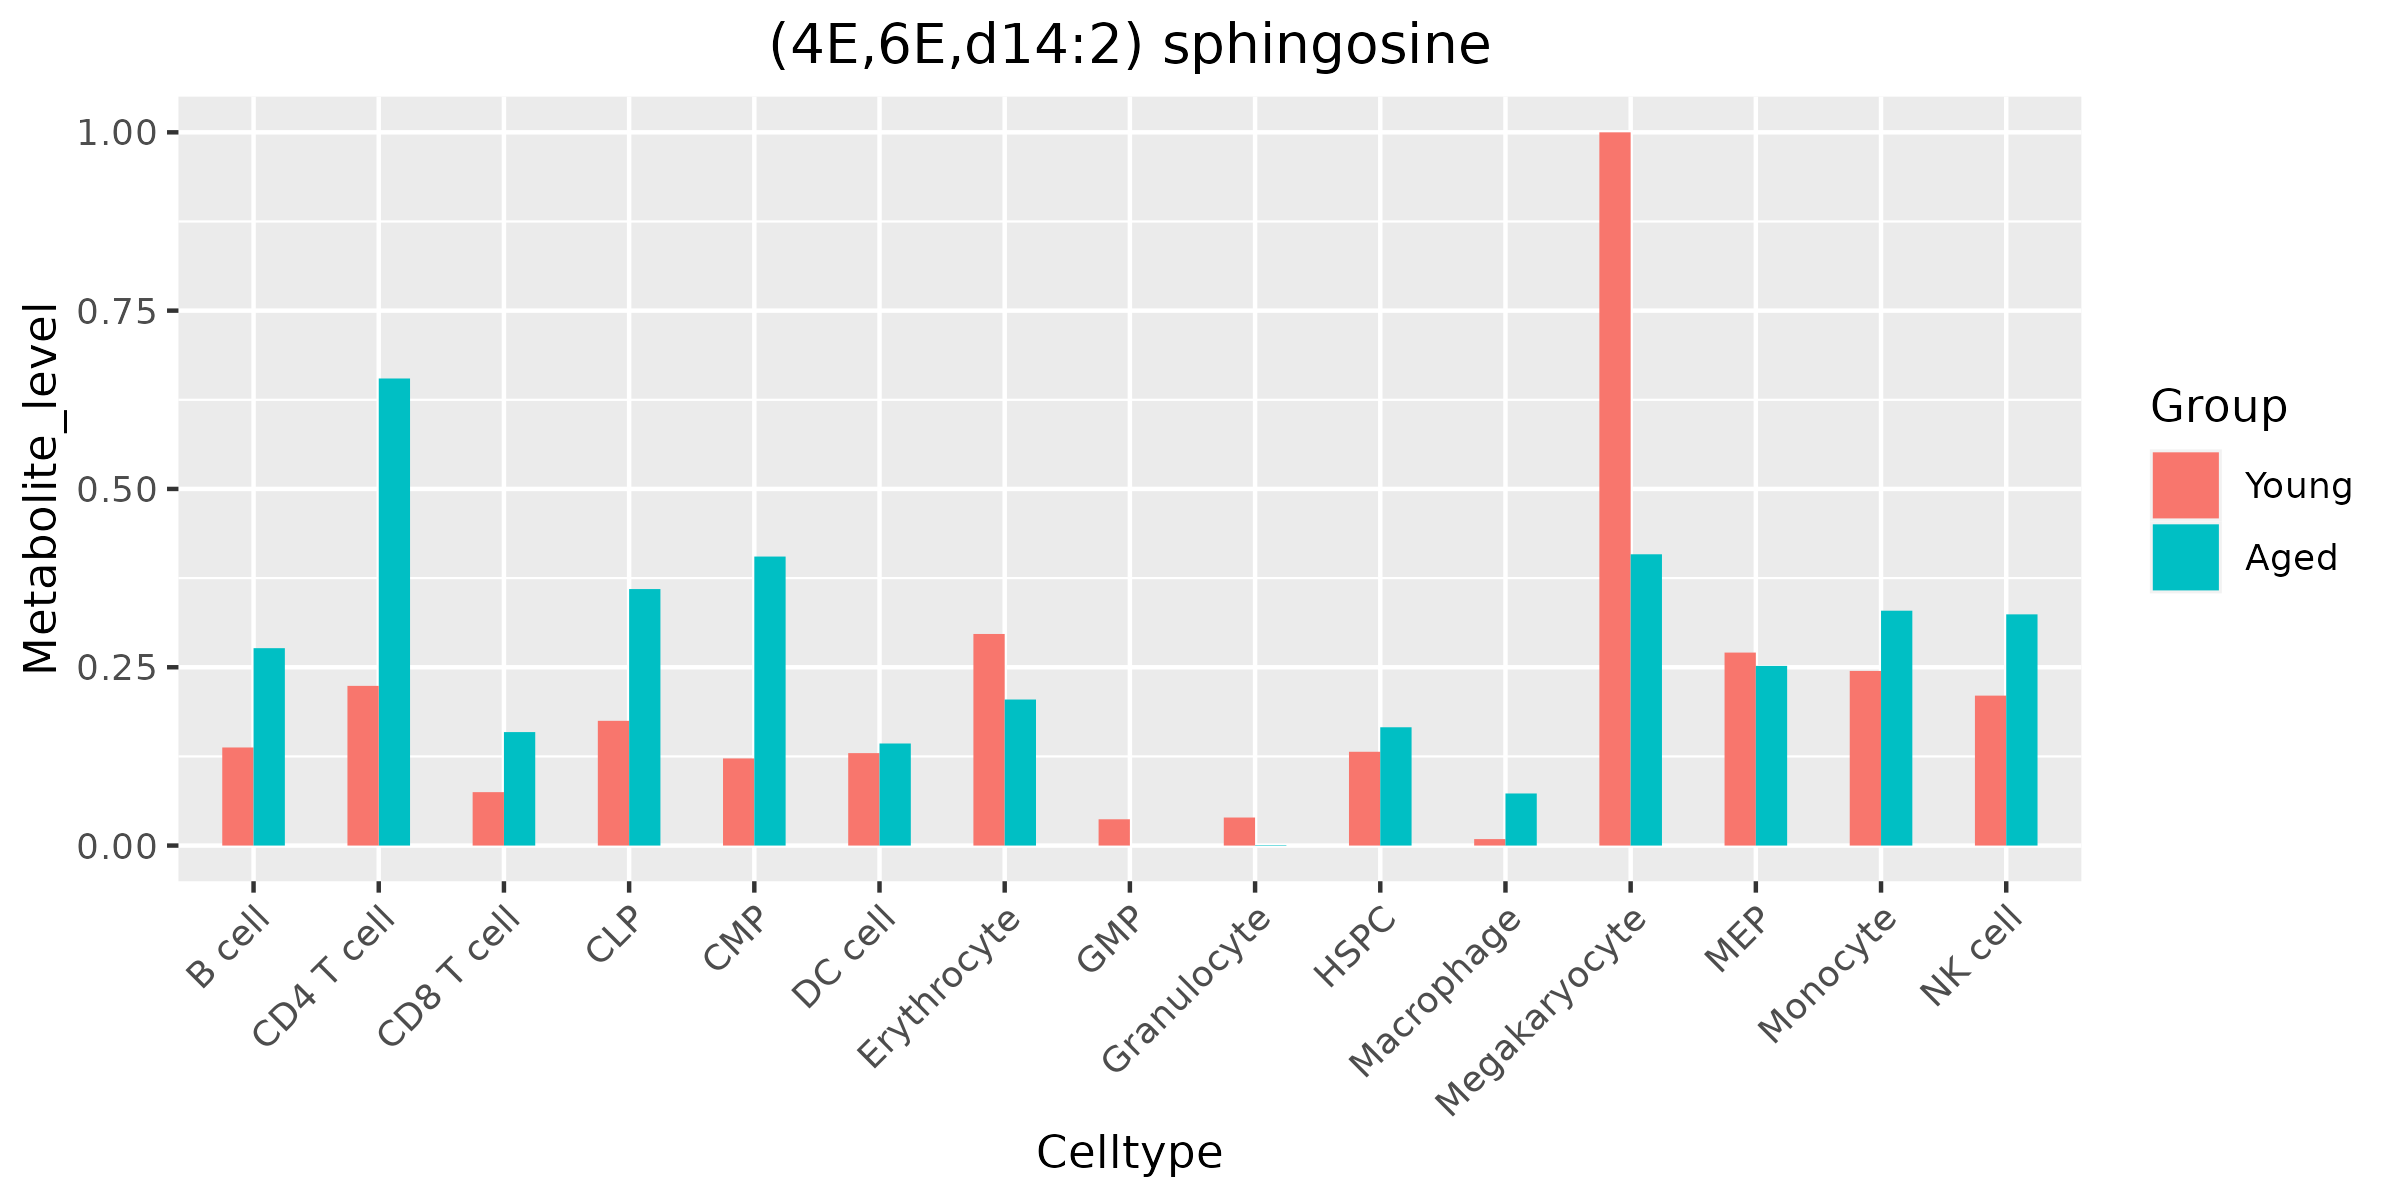 (4E,6E,d14:2) sphingosine
Metabolite_level
1.00
0.75
0.50
0.25
0.00
B cell
CD4 T cell
CD8 T cell
CLP
CMP
DC cell
Erythrocyte
GMP
Granulocyte
HSPC
Macrophage
Megakaryocyte
MEP
Monocyte
NK cell
Celltype
Group
Young
Aged